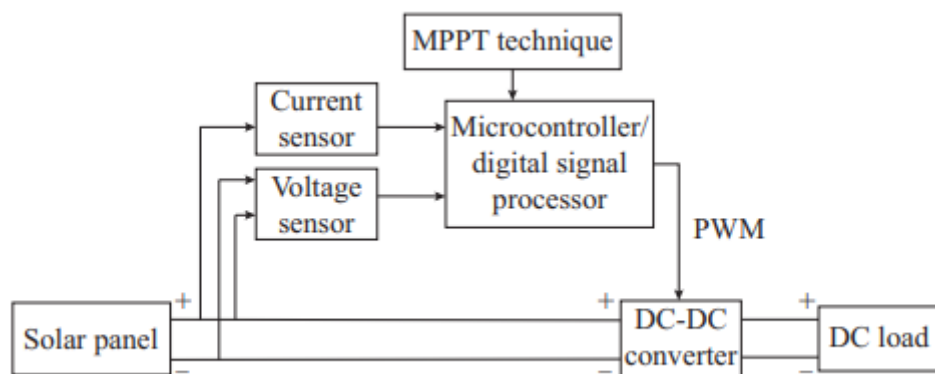 MPPT technique
Current
sensor
Microcontroller/
digital signal
processor
Voltage
sensor
PWM
+
+
+
Solar panel
DC-DC
converter
DC load
−
−
−